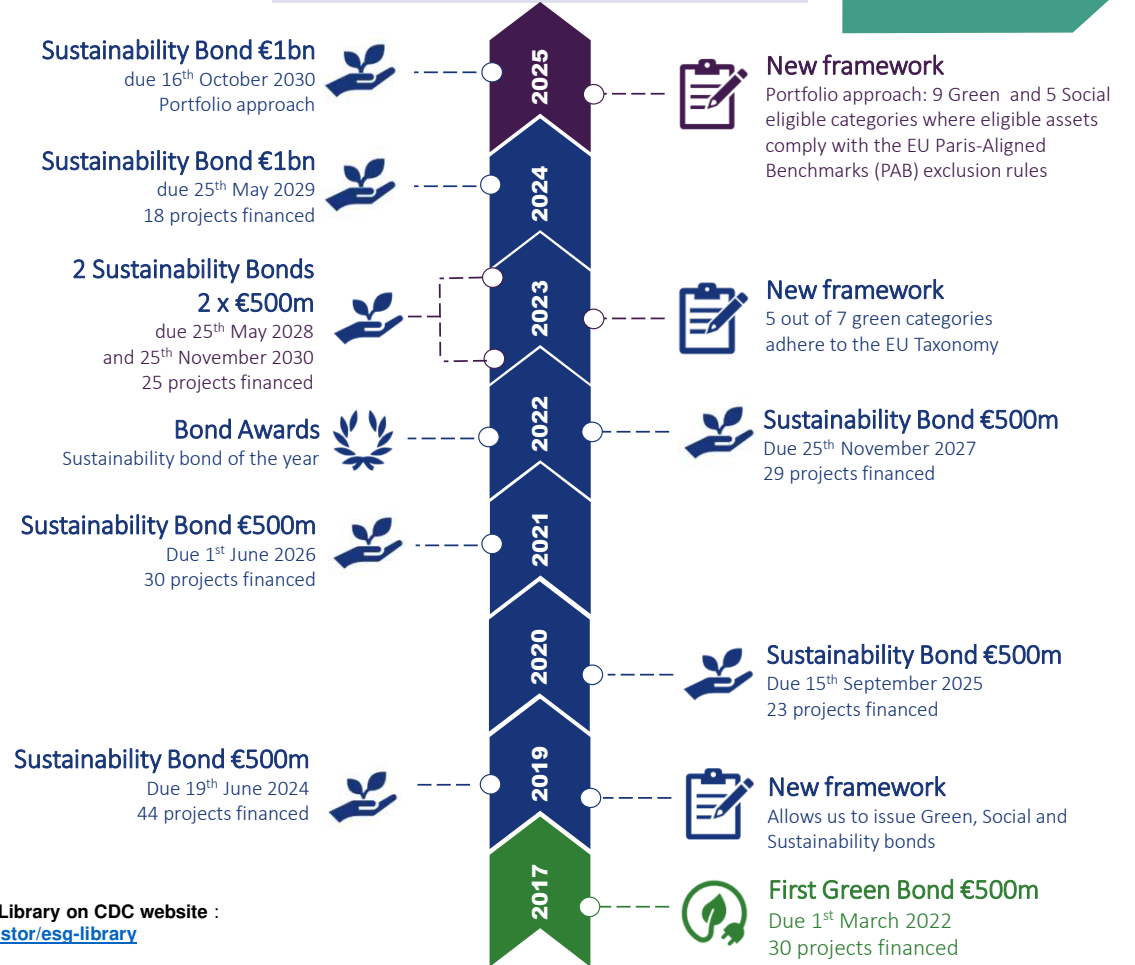 2025
Sustainability Bond €1bn
due 16th October 2030
Portfolio approach
New framework
Portfolio approach: 9 Green and 5 Social
eligible categories where eligible assets
comply with the EU Paris-Aligned
Benchmarks (PAB) exclusion rules
2024
Sustainability Bond €1bn
due 25th May 2029
18 projects financed
2023
2 Sustainability Bonds
2 x €500m
due 25th May 2028
and 25th November 2030
25 projects financed
New framework
5 out of 7 green categories
adhere to the EU Taxonomy
2022
Bond Awards
Sustainability bond of the year
Sustainability Bond €500m
Due 25th November 2027
29 projects financed
2021
Sustainability Bond €500m
Due 1st June 2026
30 projects financed
2020
Sustainability Bond €500m
Due 15th September 2025
23 projects financed
2019
Sustainability Bond €500m
Due 19th June 2024
44 projects financed
New framework
Allows us to issue Green, Social and
Sustainability bonds
2017
First Green Bond €500m
Due 1st March 2022
30 projects financed
Library on CDC website :
stor/esg-library